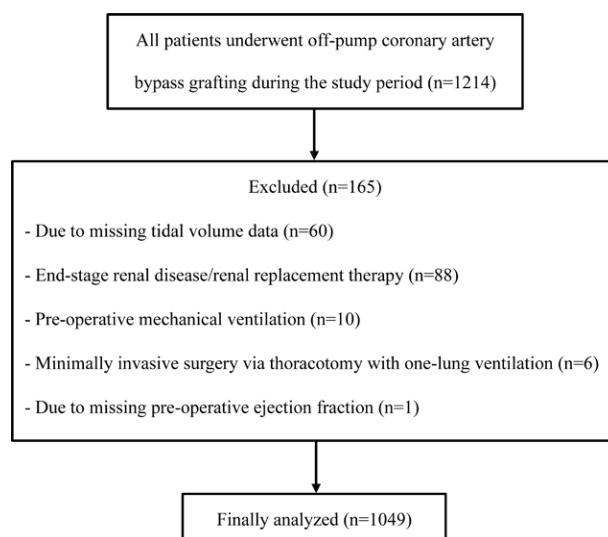 All patients underwent off-pump coronary artery
bypass grafting during the study period (n=1214)
Excluded (n=165)
- Due to missing tidal volume data (n=60)
- End-stage renal disease/renal replacement therapy (n=88)
- Pre-operative mechanical ventilation (n=10)
- Minimally invasive surgery via thoracotomy with one-lung ventilation (n=6)
- Due to missing pre-operative ejection fraction (n=1)
Finally analyzed (n=1049)